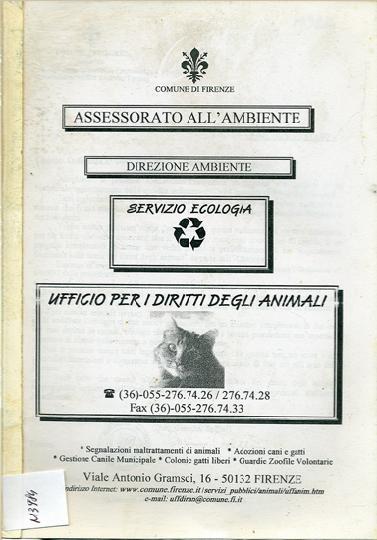 COMUNE DI FIRENZE
ASSESSORATO ALL'AMBIENTE
DIREZIONE AMBIENTE
SERVIZIO ECOLOGIA
UFFICIO PER I DIRITTI DEGLI ANIMALI
☎ (36)-055-276.74.26 / 276.74.28
Fax (36)-055-276.74.33
* Segnalazioni maltrattamenti di animali * Adozioni cani e gatti
* Gestione Canile Municipale * Colonie gatti liberi * Guardie Zoofile Volontarie
Viale Antonio Gramsci, 16 - 50132 FIRENZE
ndirizzo Internet: www.comune.firenze.it/servizi_pubblici/animali/uffanim.htm
e-mail: uffdiran@comune.fi.it